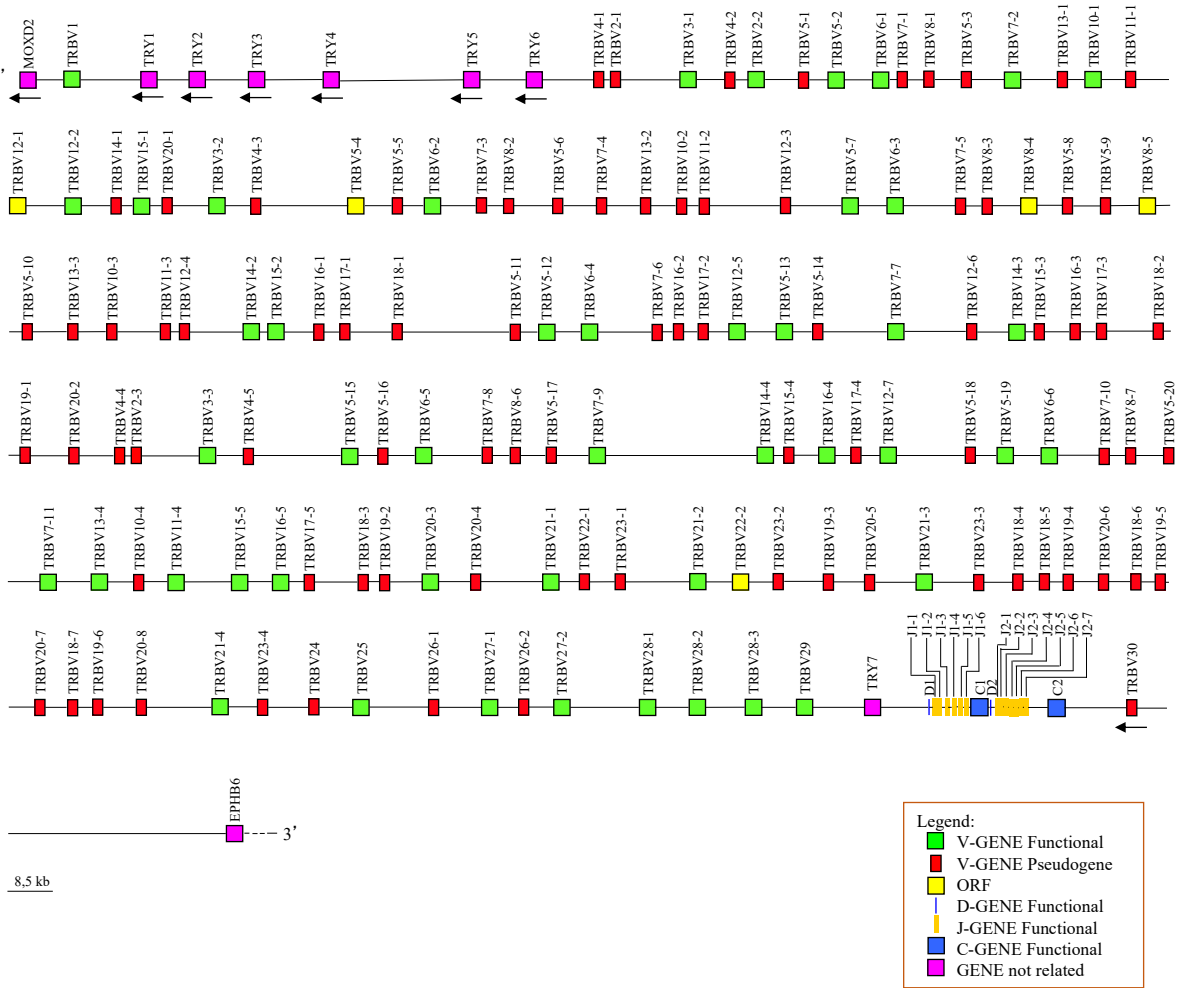 ’
MOXD2
TRBV1
TRY1
TRY2
TRY3
TRY4
TRY5
TRY6
TRBV4-1
TRBV2-1
TRBV3-1
TRBV4-2
TRBV2-2
TRBV5-1
TRBV5-2
TRBV6-1
TRBV7-1
TRBV8-1
TRBV5-3
TRBV7-2
TRBV13-1
TRBV10-1
TRBV11-1
TRBV12-1
TRBV12-2
TRBV14-1
TRBV15-1
TRBV20-1
TRBV3-2
TRBV4-3
TRBV5-4
TRBV5-5
TRBV6-2
TRBV7-3
TRBV8-2
TRBV5-6
TRBV7-4
TRBV13-2
TRBV10-2
TRBV11-2
TRBV12-3
TRBV5-7
TRBV6-3
TRBV7-5
TRBV8-3
TRBV8-4
TRBV5-8
TRBV5-9
TRBV8-5
TRBV5-10
TRBV13-3
TRBV10-3
TRBV11-3
TRBV12-4
TRBV14-2
TRBV15-2
TRBV16-1
TRBV17-1
TRBV18-1
TRBV5-11
TRBV5-12
TRBV6-4
TRBV7-6
TRBV16-2
TRBV17-2
TRBV12-5
TRBV5-13
TRBV5-14
TRBV7-7
TRBV12-6
TRBV14-3
TRBV15-3
TRBV16-3
TRBV17-3
TRBV18-2
TRBV19-1
TRBV20-2
TRBV4-4
TRBV2-3
TRBV3-3
TRBV4-5
TRBV5-15
TRBV5-16
TRBV6-5
TRBV7-8
TRBV8-6
TRBV5-17
TRBV7-9
TRBV14-4
TRBV15-4
TRBV16-4
TRBV17-4
TRBV12-7
TRBV5-18
TRBV5-19
TRBV6-6
TRBV7-10
TRBV8-7
TRBV5-20
TRBV7-11
TRBV13-4
TRBV10-4
TRBV11-4
TRBV15-5
TRBV16-5
TRBV17-5
TRBV18-3
TRBV19-2
TRBV20-3
TRBV20-4
TRBV21-1
TRBV22-1
TRBV23-1
TRBV21-2
TRBV22-2
TRBV23-2
TRBV19-3
TRBV20-5
TRBV21-3
TRBV23-3
TRBV18-4
TRBV18-5
TRBV19-4
TRBV20-6
TRBV18-6
TRBV19-5
TRBV20-7
TRBV18-7
TRBV19-6
TRBV20-8
TRBV21-4
TRBV23-4
TRBV24
TRBV25
TRBV26-1
TRBV27-1
TRBV26-2
TRBV27-2
TRBV28-1
TRBV28-2
TRBV28-3
TRBV29
TRY7
D1
J1-1
J1-2
J1-3
J1-4
J1-5
J1-6
C1
D2
J2-1
J2-2
J2-3
J2-4
J2-5
J2-6
J2-7
C2
TRBV30
EPHB6
3’
8,5 kb
Legend:
V-GENE Functional
V-GENE Pseudogene
ORF
D-GENE Functional
J-GENE Functional
C-GENE Functional
GENE not related